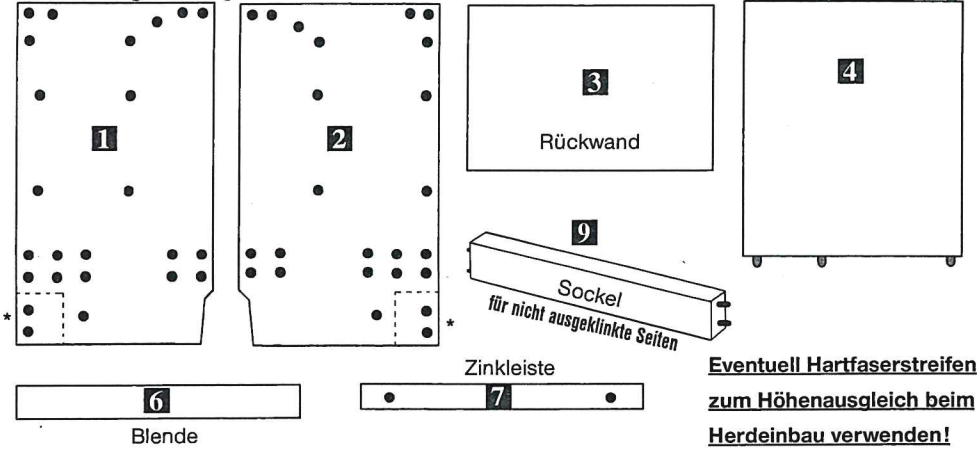 1
2
3
Rückwand
4
*
*
9
Sockel
für nicht ausgeklinkte Seiten
6
Blende
Zinkleiste
7
Eventuell Hartfaserstreifen
zum Höhenausgleich beim
Herdeinbau verwenden!